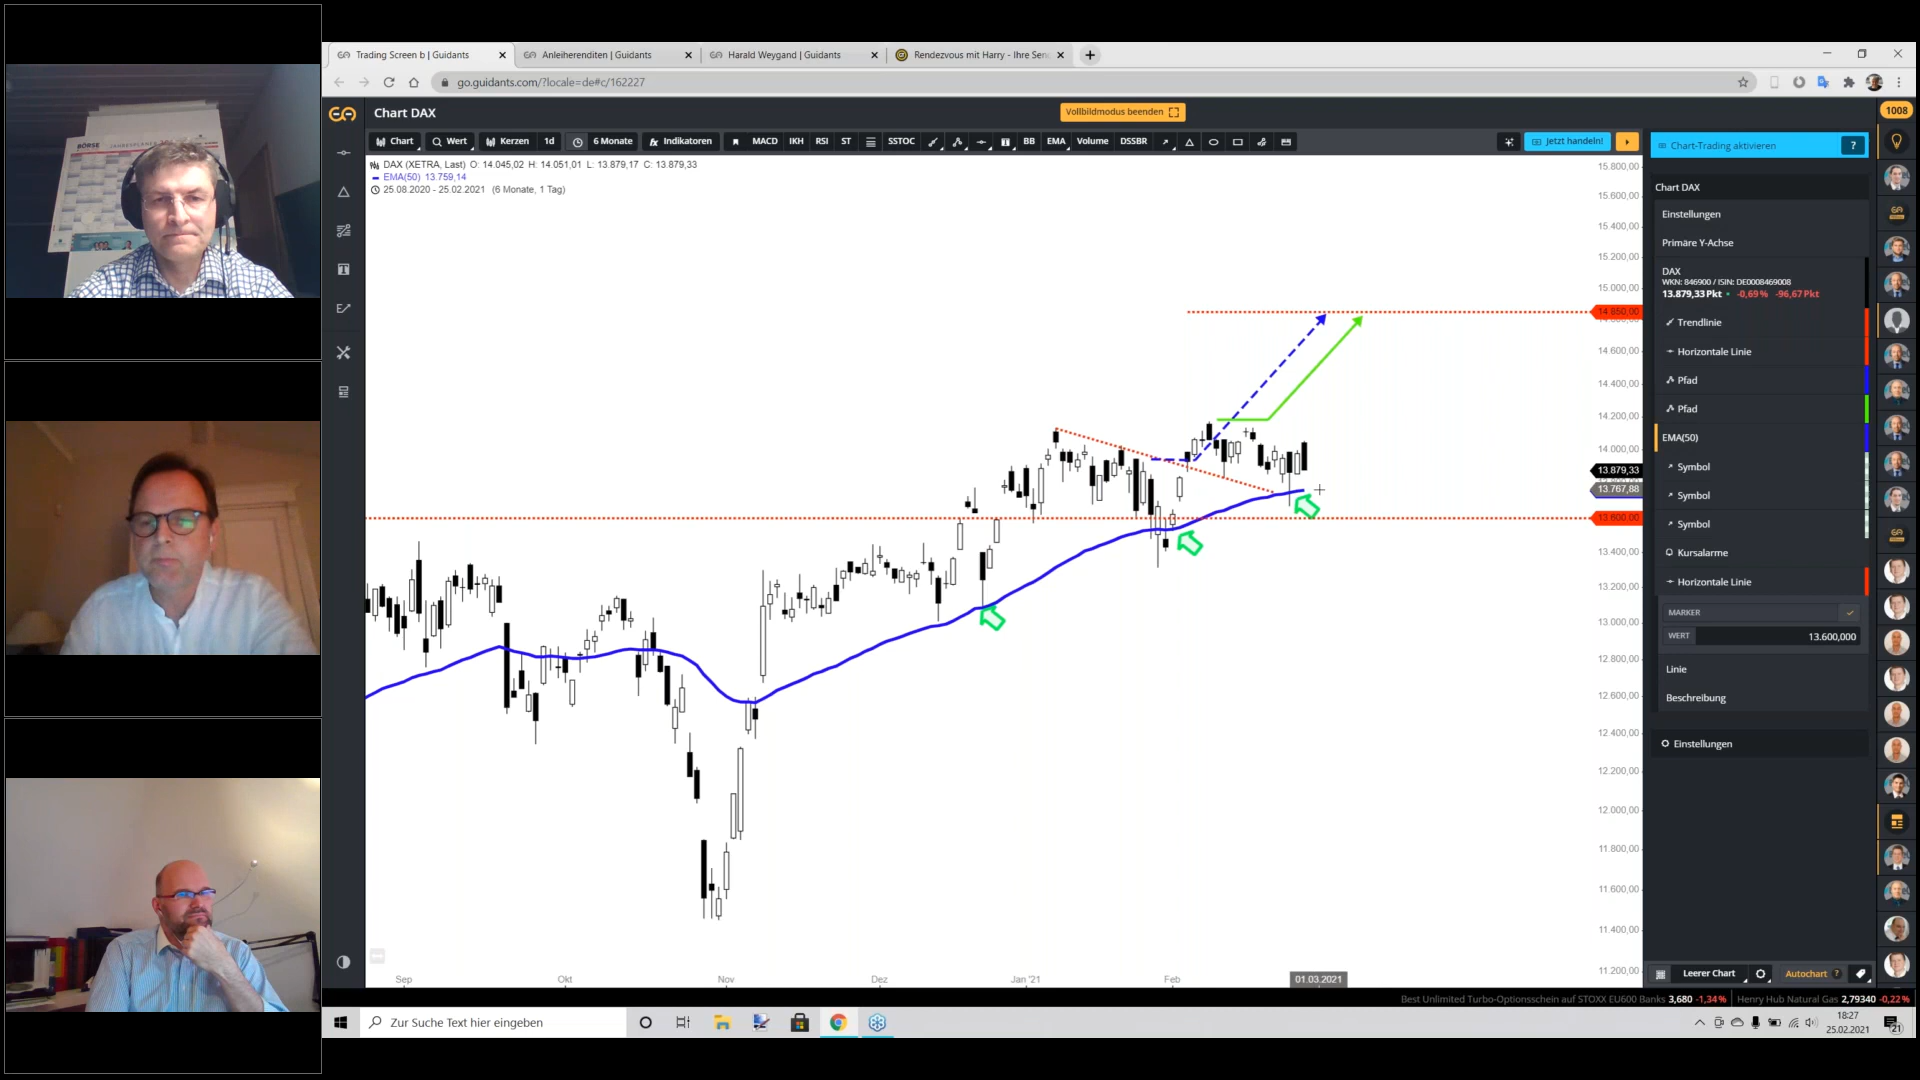 Trading Screen b | Guidants
Anleiherenditen | Guidants
Harald Weygand | Guidants
Rendezvous mit Harry - Ihre Sen
go.guidants.com/?locale=de#c/162227
Chart DAX
Vollbildmodus beenden
1008
Chart Wert Kerzen 1d 6 Monate Indikatoren MACD IKH RSI ST SSTOC BB EMA Volume DSSBR Jetzt handeln!
DAX (XETRA, Last) O: 14.045,02 H: 14.051,01 L: 13.879,17 C: 13.879,33
EMA(50) 13.759,14
25.08.2020 - 25.02.2021 (6 Monate, 1 Tag)
15.800,00
15.600,00
15.400,00
15.200,00
15.000,00
14.850,00
14.600,00
14.400,00
14.200,00
14.000,00
13.879,33
13.767,88
13.600,00
13.400,00
13.200,00
13.000,00
12.800,00
12.600,00
12.400,00
12.200,00
12.000,00
11.800,00
11.600,00
11.400,00
11.200,00
Sep Okt Nov Dez Jan '21 Feb 01.03.2021
Chart-Trading aktivieren ?
Chart DAX
Einstellungen
Primäre Y-Achse
DAX
WKN: 846900 / ISIN: DE0008469008
13.879,33 Pkt -0,69% -96,67 Pkt
Trendlinie
Horizontale Linie
Pfad
Pfad
EMA(50)
Symbol
Symbol
Symbol
Kursalarme
Horizontale Linie
MARKER
WERT 13.600,000
Linie
Beschreibung
Einstellungen
Leerer Chart Autochart ?
Best Unlimited Turbo-Optionsschein auf STOXX EU600 Banks 3,680 -1,34% Henry Hub Natural Gas 2,79340 -0,22%
Zur Suche Text hier eingeben
18:27
25.02.2021
21
BÖRSE